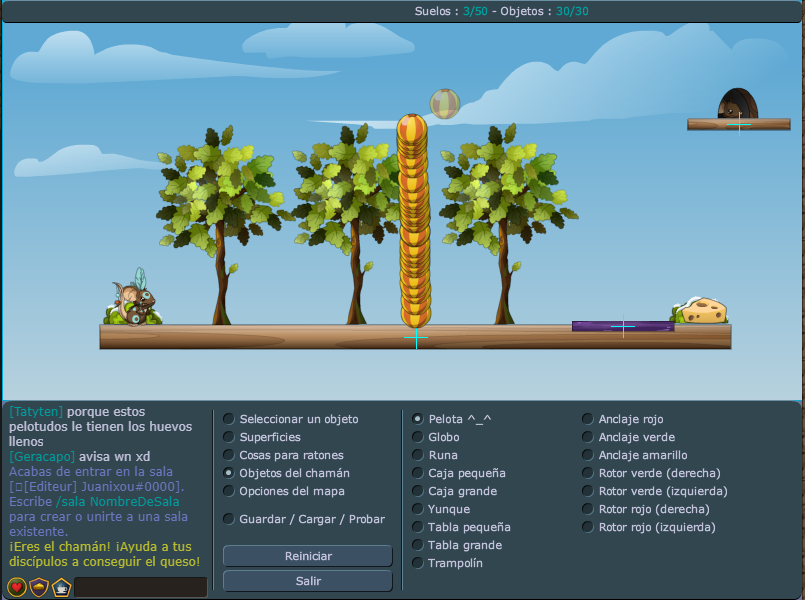 Suelos : 3/50 - Objetos : 30/30
[Tatyten] porque estos
pelotudos le tienen los huevos
llenos
[Geracapo] avisa wn xd
Acabas de entrar en la sala
[[Editeur] Juanixou#0000].
Escribe /sala NombreDeSala
para crear o unirte a una sala
existente.
¡Eres el chamán! ¡Ayuda a tus
discípulos a conseguir el queso!
Seleccionar un objeto
Superficies
Cosas para ratones
Objetos del chamán
Opciones del mapa
Guardar / Cargar / Probar
Reiniciar
Salir
Pelota ^_^
Globo
Runa
Caja pequeña
Caja grande
Yunque
Tabla pequeña
Tabla grande
Trampolín
Anclaje rojo
Anclaje verde
Anclaje amarillo
Rotor verde (derecha)
Rotor verde (izquierda)
Rotor rojo (derecha)
Rotor rojo (izquierda)